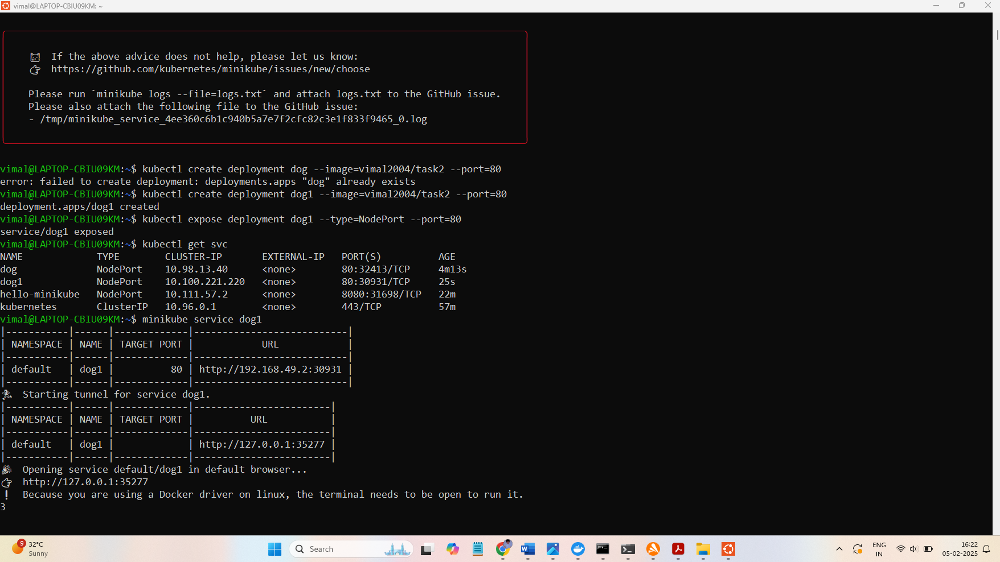 vimal@LAPTOP-CBIU09KM: ~
If the above advice does not help, please let us know:
https://github.com/kubernetes/minikube/issues/new/choose
Please run `minikube logs --file=logs.txt` and attach logs.txt to the GitHub issue.
Please also attach the following file to the GitHub issue:
- /tmp/minikube_service_4ee360c6b1c940b5a7e7f2cfc82c3e1f833f9465_0.log
vimal@LAPTOP-CBIU09KM:~$ kubectl create deployment dog --image=vimal2004/task2 --port=80
error: failed to create deployment: deployments.apps "dog" already exists
vimal@LAPTOP-CBIU09KM:~$ kubectl create deployment dog1 --image=vimal2004/task2 --port=80
deployment.apps/dog1 created
vimal@LAPTOP-CBIU09KM:~$ kubectl expose deployment dog1 --type=NodePort --port=80
service/dog1 exposed
vimal@LAPTOP-CBIU09KM:~$ kubectl get svc
NAME             TYPE        CLUSTER-IP       EXTERNAL-IP   PORT(S)          AGE
dog              NodePort    10.98.13.40      <none>        80:32413/TCP     4m13s
dog1             NodePort    10.100.221.220   <none>        80:30931/TCP     25s
hello-minikube   NodePort    10.111.57.2      <none>        8080:31698/TCP   22m
kubernetes       ClusterIP   10.96.0.1        <none>        443/TCP          57m
vimal@LAPTOP-CBIU09KM:~$ minikube service dog1
|-----------|------|-------------|---------------------------|
| NAMESPACE | NAME | TARGET PORT |            URL            |
|-----------|------|-------------|---------------------------|
| default   | dog1 |          80 | http://192.168.49.2:30931 |
|-----------|------|-------------|---------------------------|
Starting tunnel for service dog1.
|-----------|------|-------------|------------------------|
| NAMESPACE | NAME | TARGET PORT |          URL           |
|-----------|------|-------------|------------------------|
| default   | dog1 |             | http://127.0.0.1:35277 |
|-----------|------|-------------|------------------------|
Opening service default/dog1 in default browser...
http://127.0.0.1:35277
! Because you are using a Docker driver on linux, the terminal needs to be open to run it.
3
9
32°C
Sunny
Search
ENG
IN
16:22
05-02-2025